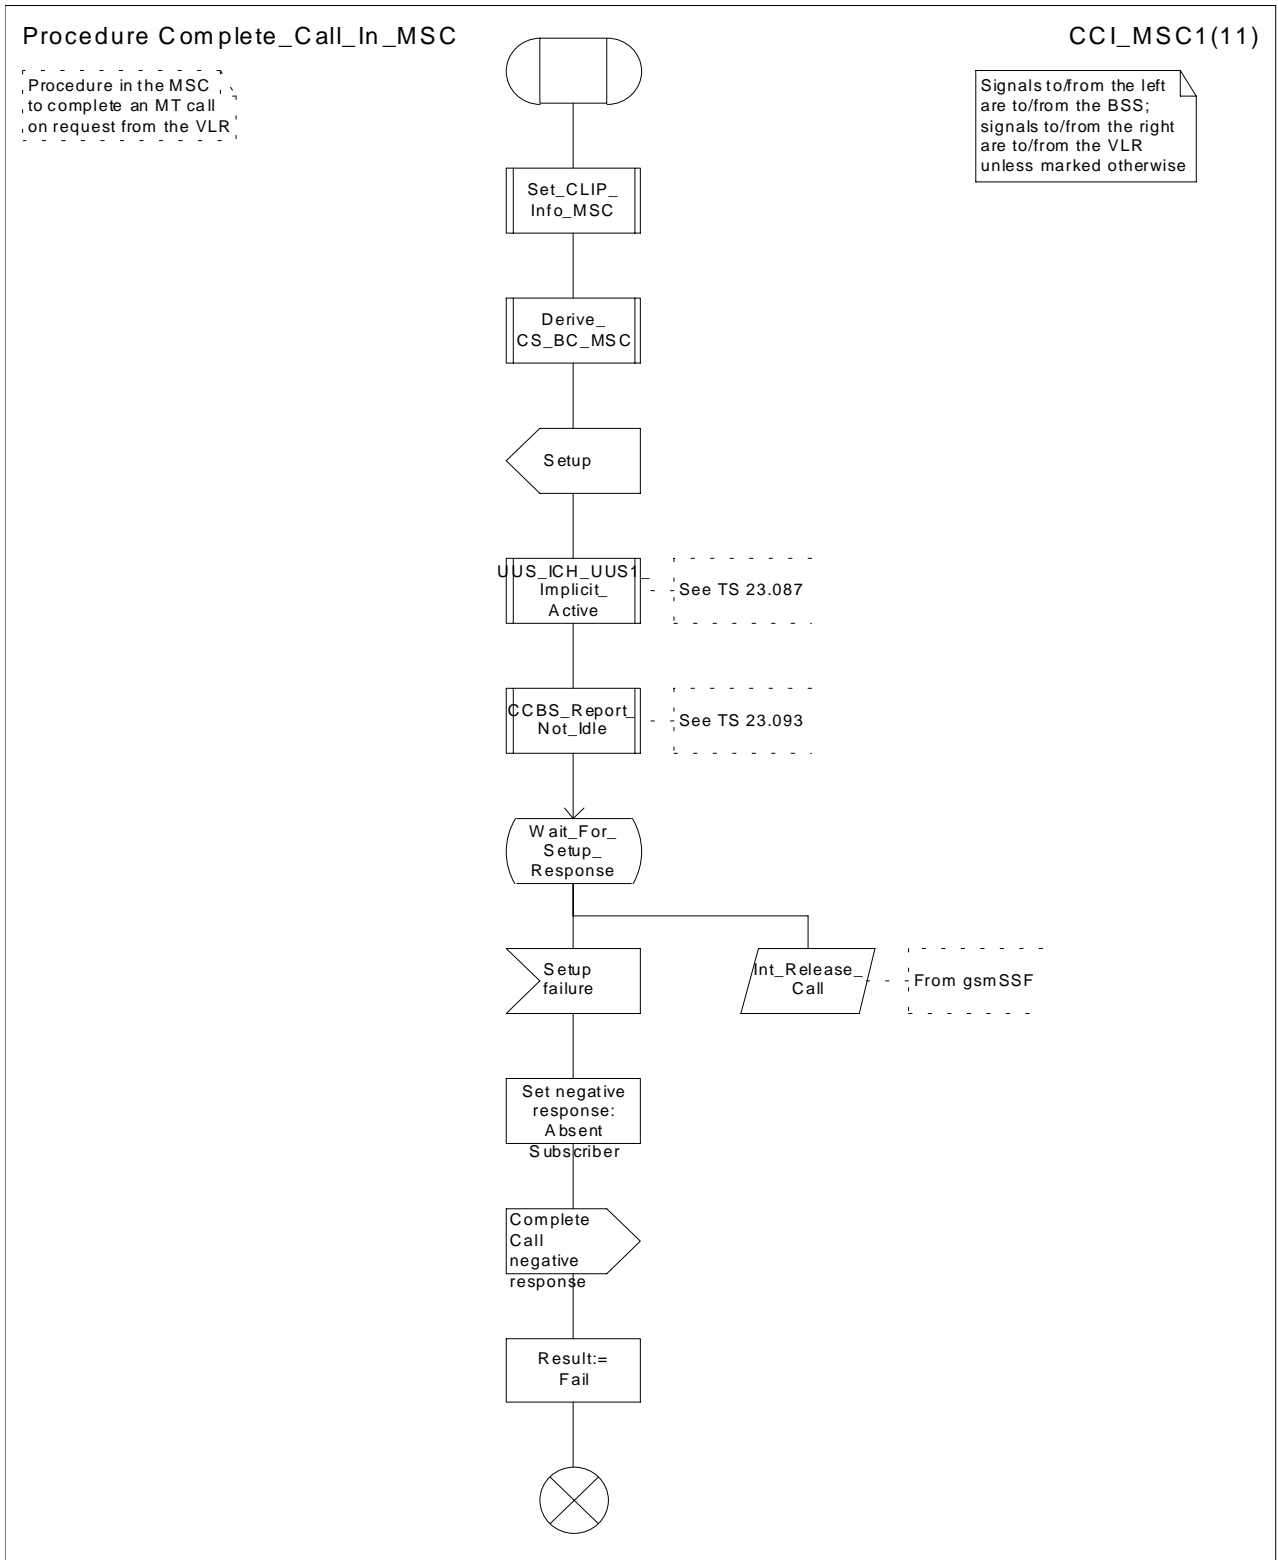 Procedure Complete_Call_In_MSC
CCI_MSC1(11)
Procedure in the MSC
to complete an MT call
on request from the VLR
Signals to/from the left
are to/from the BSS;
signals to/from the right
are to/from the VLR
unless marked otherwise
Set_CLIP_
Info_MSC
Derive_
CS_BC_MSC
Setup
UUS_ICH_UUS1_
Implicit_
Active
See TS 23.087
CCBS_Report_
Not_Idle
See TS 23.093
Wait_For_
Setup_
Response
Setup
failure
Int_Release_
Call
From gsmSSF
Set negative
response:
Absent
Subscriber
Complete
Call
negative
response
Result:=
Fail